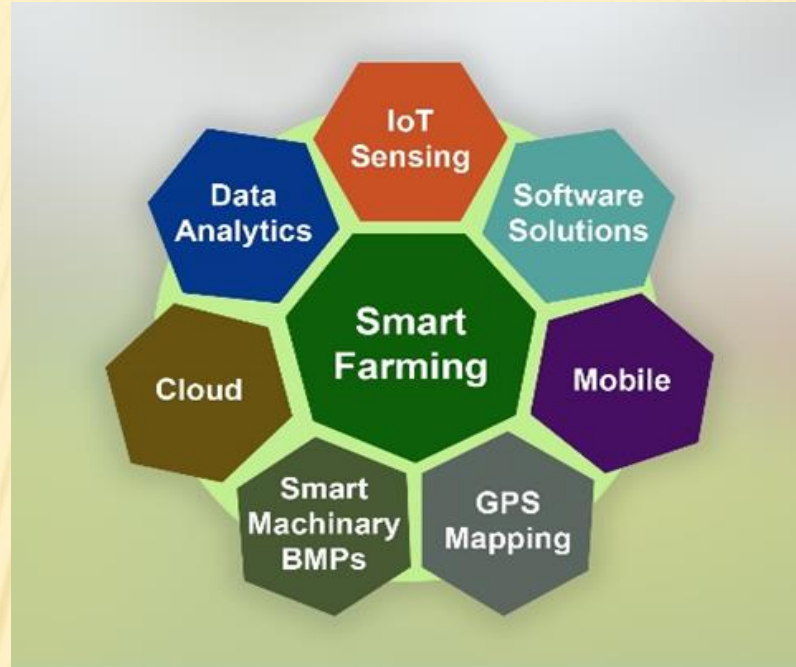 IoT
Sensing
Software
Solutions
Mobile
GPS
Mapping
Smart
Machinary
BMPs
Cloud
Data
Analytics
Smart
Farming